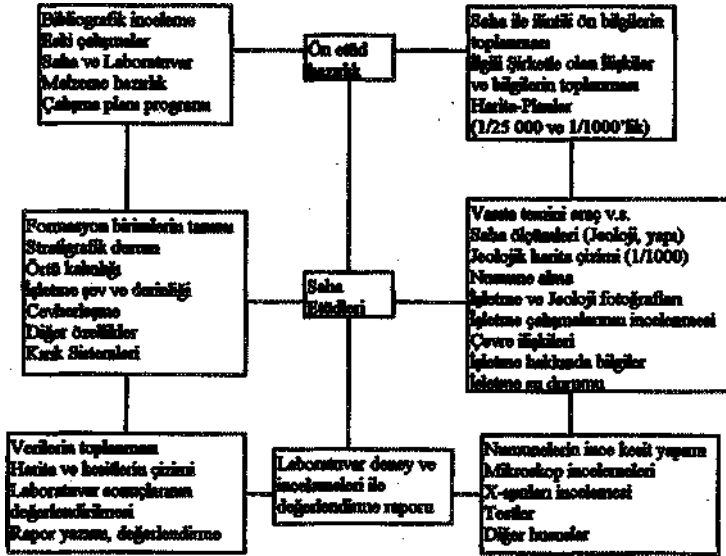 Bibliografik inceleme
Eski çalışmalar
Saha ve Laboratuvar
Malzeme hazırlık
Çalışma planı programı
Ön etüd
hazırlık
Saha ile ilintili ön bilgilerin
toplanması
İlgili Şirketle olan ilişkiler
ve bilgilerin toplanması
Harita-Planlar
(1/25 000 ve 1/1000'lik)
Formasyon birimlerin tanımı
Stratigrafik durum
Örtü kalınlığı
İşletme şev ve derinliği
Cevherleşme
Diğer özellikler
Kırık Sistemleri
Saha
Etüdleri
Vasıta temini araç v.s.
Saha ölçümleri (Jeoloji, yapı)
Jeolojik harita çizimi (1/1000)
Numune alma
İşletme ve Jeoloji fotoğrafları
İşletme çalışmalarının incelenmesi
Çevre ilişkileri
İşletme hakkında bilgiler
İşletme su durumu
Verilerin toplanması
Harita ve kesitlerin çizimi
Laboratuvar sonuçlarının
değerlendirilmesi
Rapor yazımı, değerlendirme
Laboratuvar deney ve
incelemeleri ile
değerlendirme raporu
Numunelerin ince kesit yapımı
Mikroskop incelemeleri
X-ışınları incelemesi
Testler
Diğer hususlar